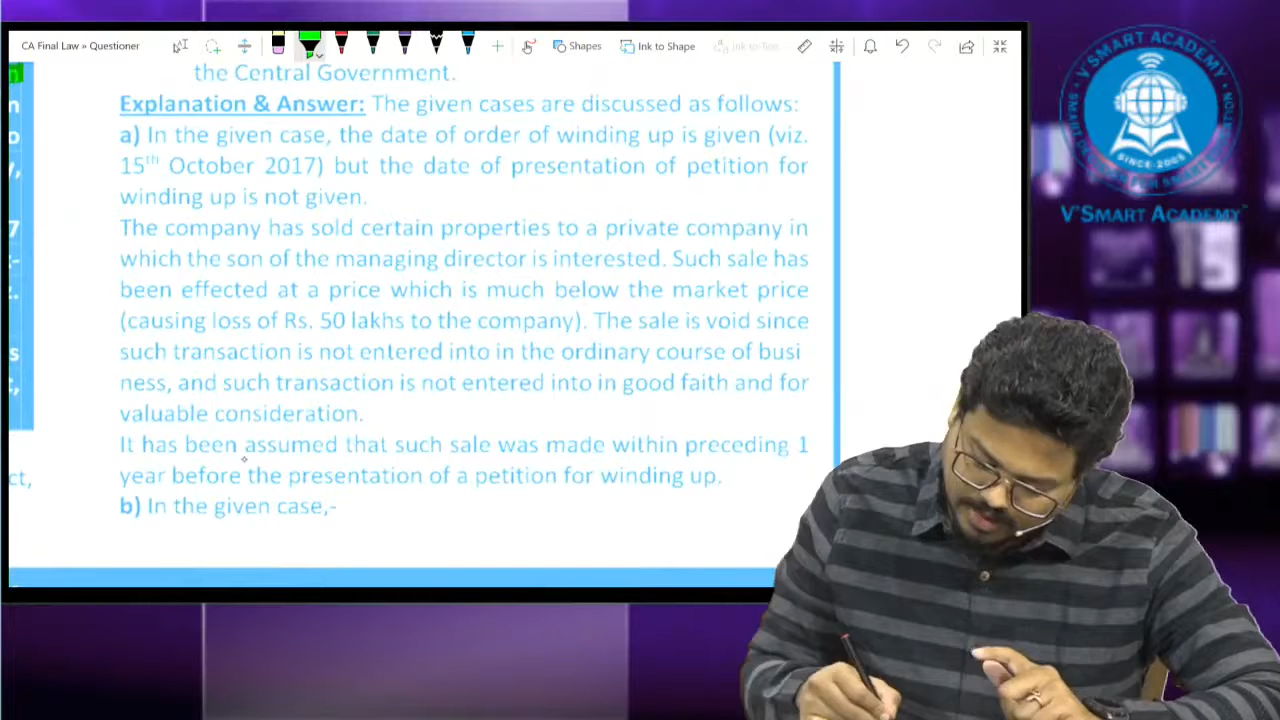 CA Final Law » Questioner
Shapes
Ink to Shape
Ink to Text
the Central Government.
Explanation & Answer: The given cases are discussed as follows:
a) In the given case, the date of order of winding up is given (viz.
15th October 2017) but the date of presentation of petition for
winding up is not given.
The company has sold certain properties to a private company in
which the son of the managing director is interested. Such sale has
been effected at a price which is much below the market price
(causing loss of Rs. 50 lakhs to the company). The sale is void since
such transaction is not entered into in the ordinary course of busi
ness, and such transaction is not entered into in good faith and for
valuable consideration.
It has been assumed that such sale was made within preceding 1
year before the presentation of a petition for winding up.
b) In the given case,-
ct,
V'SMART ACADEMY
SINCE-2005
V'SMART ACADEMY™